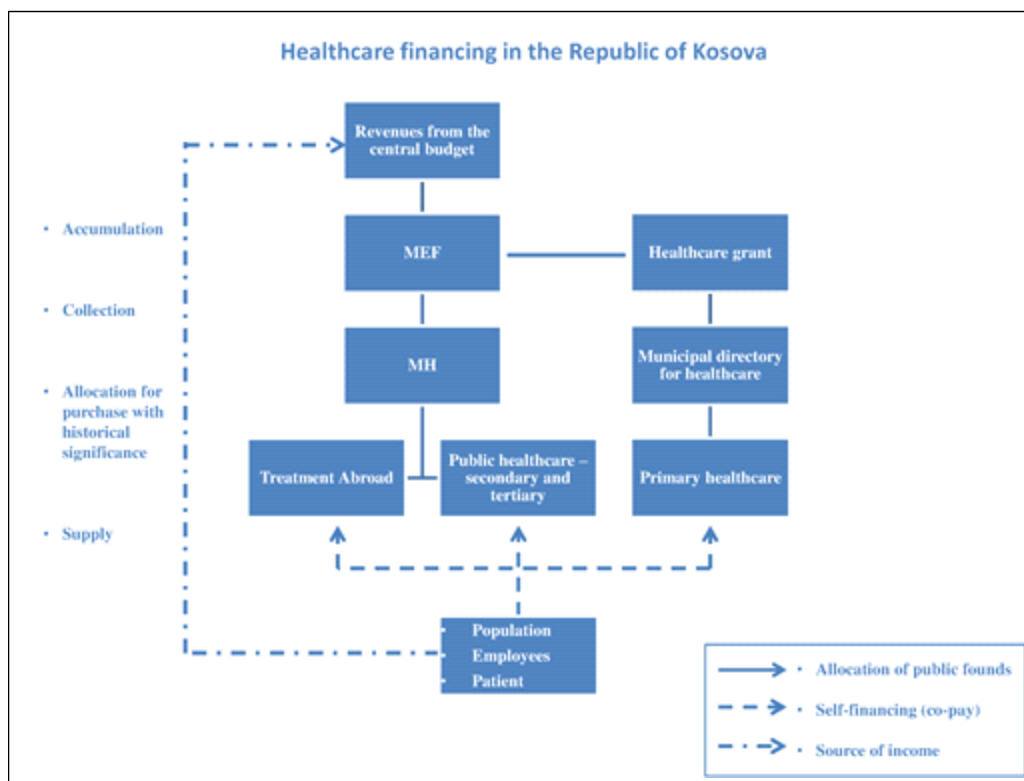 Healthcare financing in the Republic of Kosova
Revenues from the
central budget
• Accumulation
MEF
Healthcare grant
• Collection
MH
Municipal directory
for healthcare
• Allocation for
purchase with
historical
significance
Treatment Abroad
Public healthcare –
secondary and
tertiary
Primary healthcare
• Supply
• Population
• Employees
• Patient
• Allocation of public founds
• Self-financing (co-pay)
• Source of income